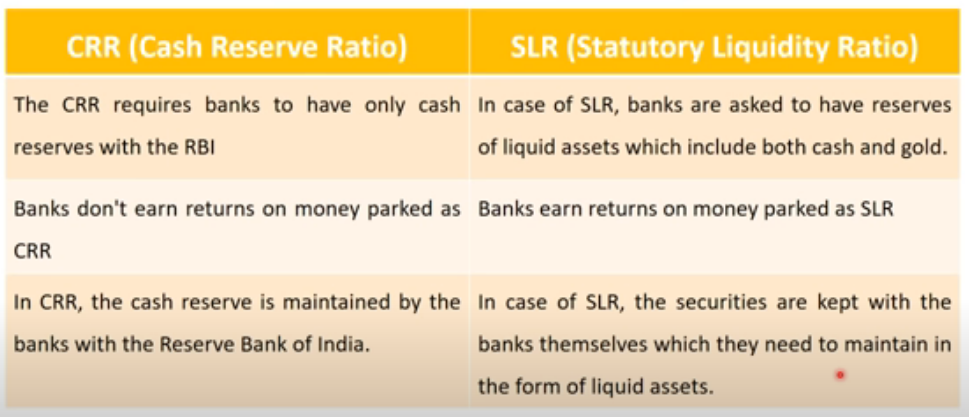 CRR (Cash Reserve Ratio)
SLR (Statutory Liquidity Ratio)
The CRR requires banks to have only cash
reserves with the RBI
In case of SLR, banks are asked to have reserves
of liquid assets which include both cash and gold.
Banks don't earn returns on money parked as
CRR
Banks earn returns on money parked as SLR
In CRR, the cash reserve is maintained by the
banks with the Reserve Bank of India.
In case of SLR, the securities are kept with the
banks themselves which they need to maintain in
the form of liquid assets.